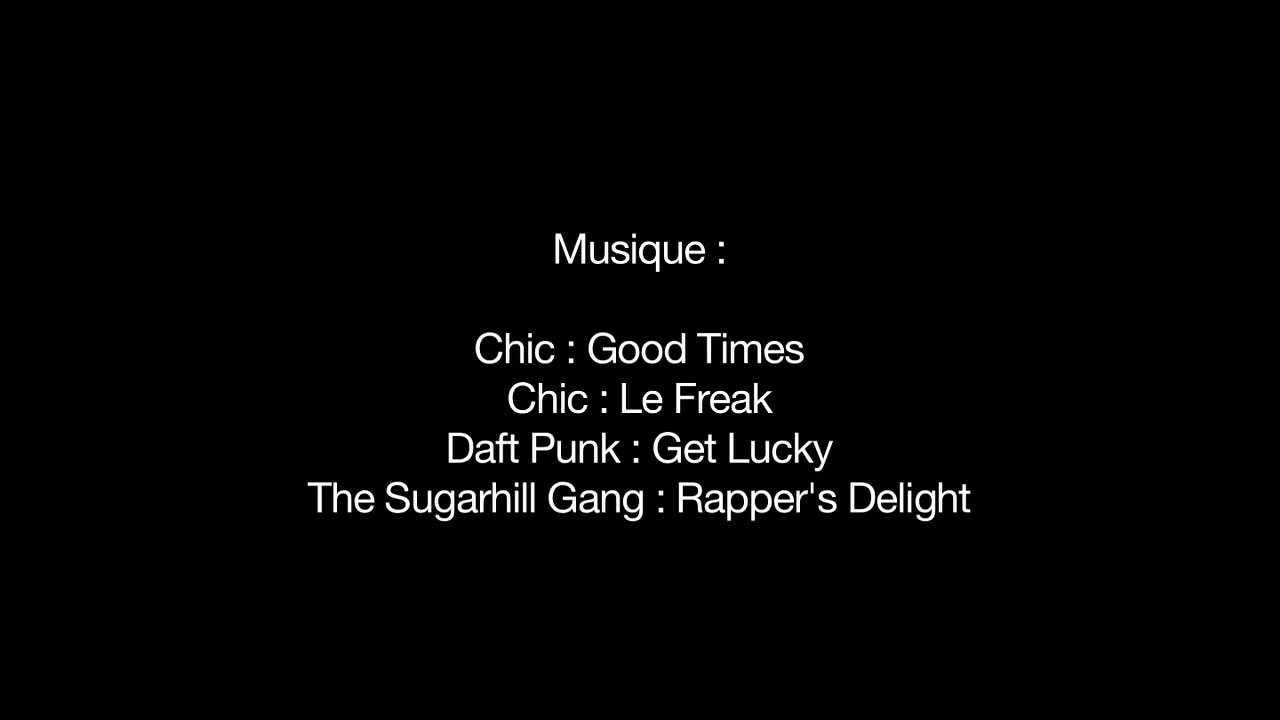 Musique :
Chic : Good Times
Chic : Le Freak
Daft Punk : Get Lucky
The Sugarhill Gang : Rapper's Delight